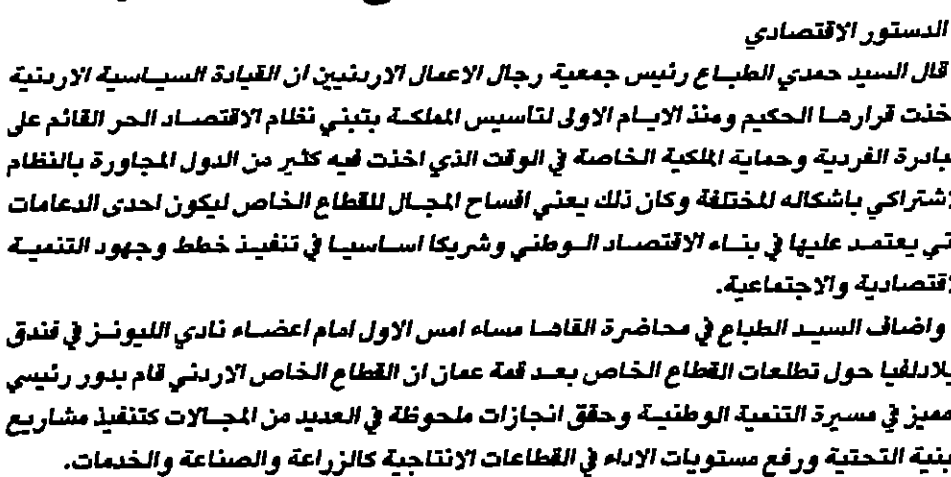 الدستور الاقتصادي
قال السيد حمدي الطباع رئيس جمعية رجال الاعمال الاردنيين ان القيادة السياسية الاردنية
خذت قرارها الحكيم ومنذ الايام الاولى لتاسيس المملكة بتبني نظام الاقتصاد الحر القائم على
بادرة الفردية وحماية الملكية الخاصة في الوقت الذي اخذت فيه كثير من الدول المجاورة بالنظام
شتراكي باشكاله المختلفة وكان ذلك يعني افساح المجال للقطاع الخاص ليكون احدى الدعامات
تي يعتمد عليها في بناء الاقتصاد الوطني وشريكا اساسيا في تنفيذ خطط وجهود التنمية
لاقتصادية والاجتماعية.
واضاف السيد الطباع في محاضرة القاها مساء امس الاول امام اعضاء نادي الليونز في فندق
يلادلفيا حول تطلعات القطاع الخاص بعد قمة عمان ان القطاع الخاص الاردني قام بدور رئيسي
مميز في مسيرة التنمية الوطنية وحقق انجازات ملحوظة في العديد من المجالات كتنفيذ مشاريع
بنية التحتية ورفع مستويات الاداء في القطاعات الانتاجية كالزراعة والصناعة والخدمات.